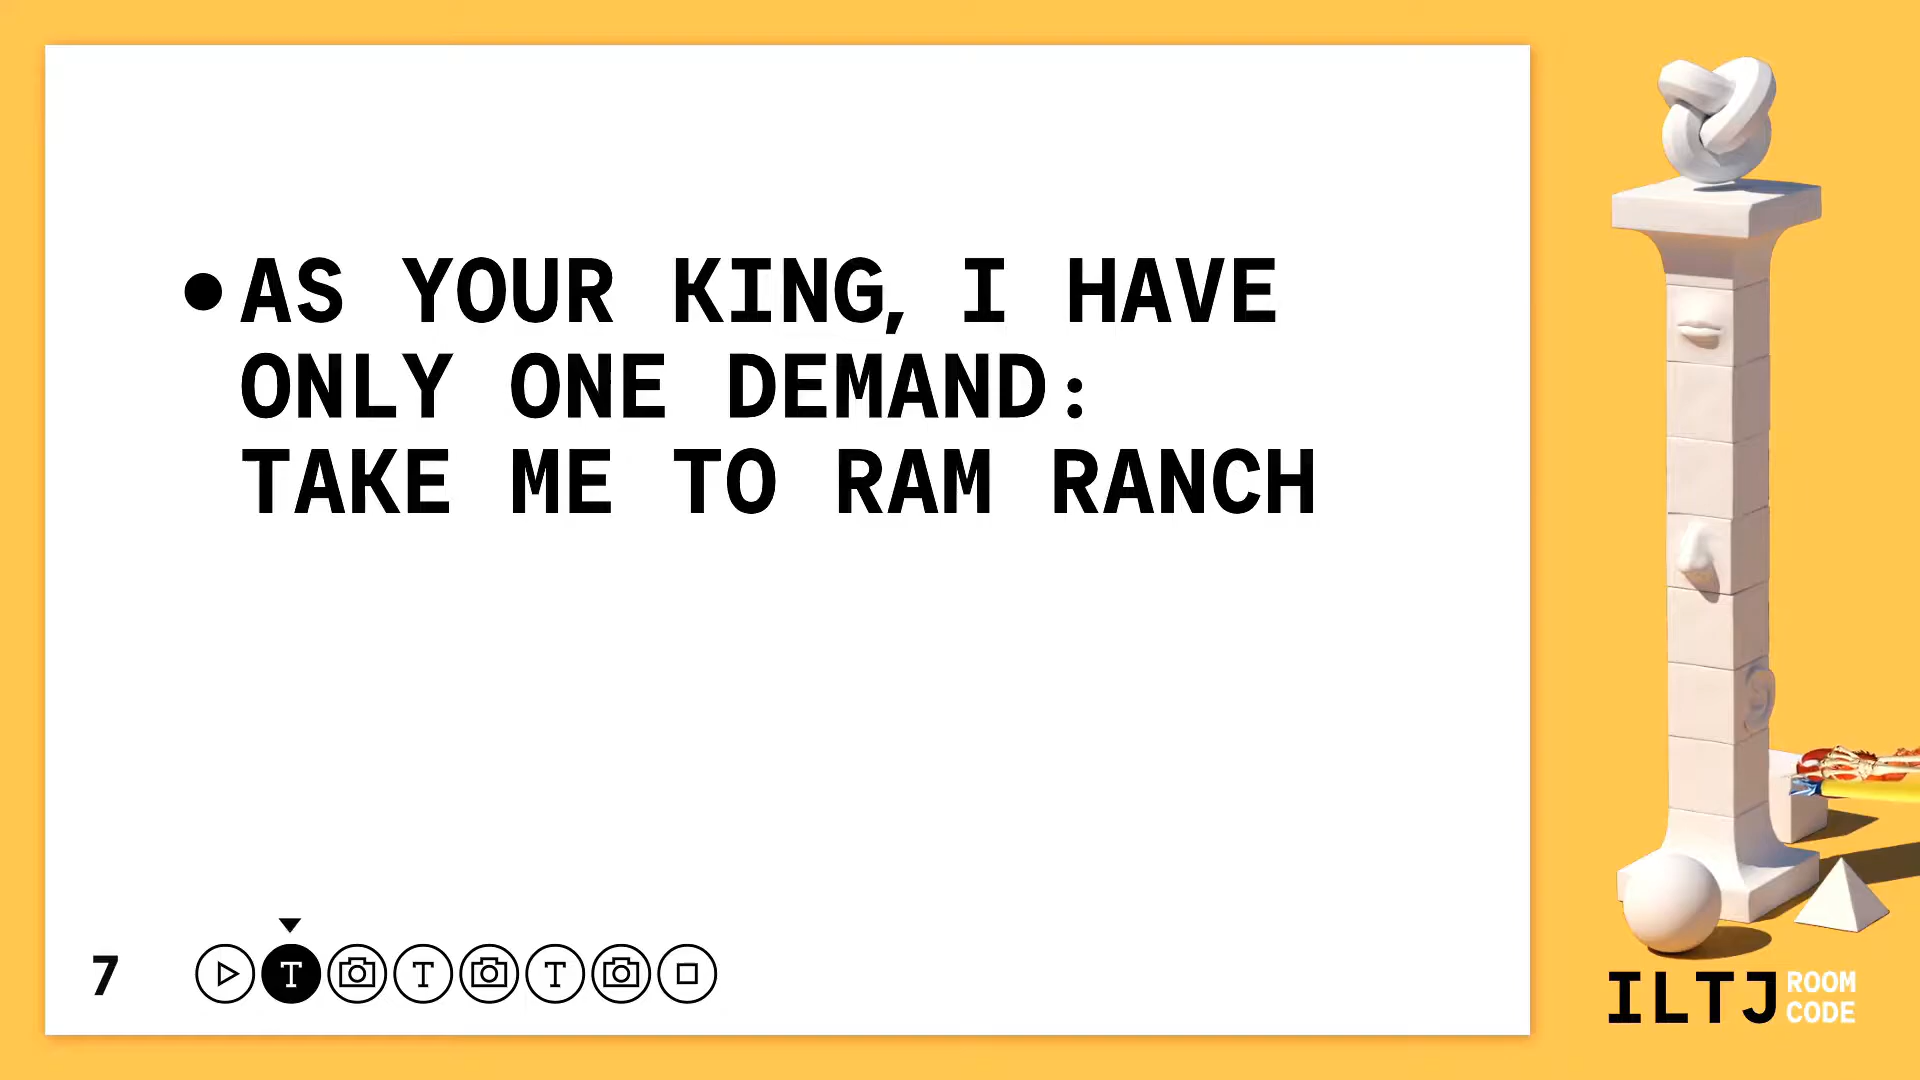 •AS YOUR KING, I HAVE
ONLY ONE DEMAND:
TAKE ME TO RAM RANCH
7
T T T
ILTJ ROOM
CODE